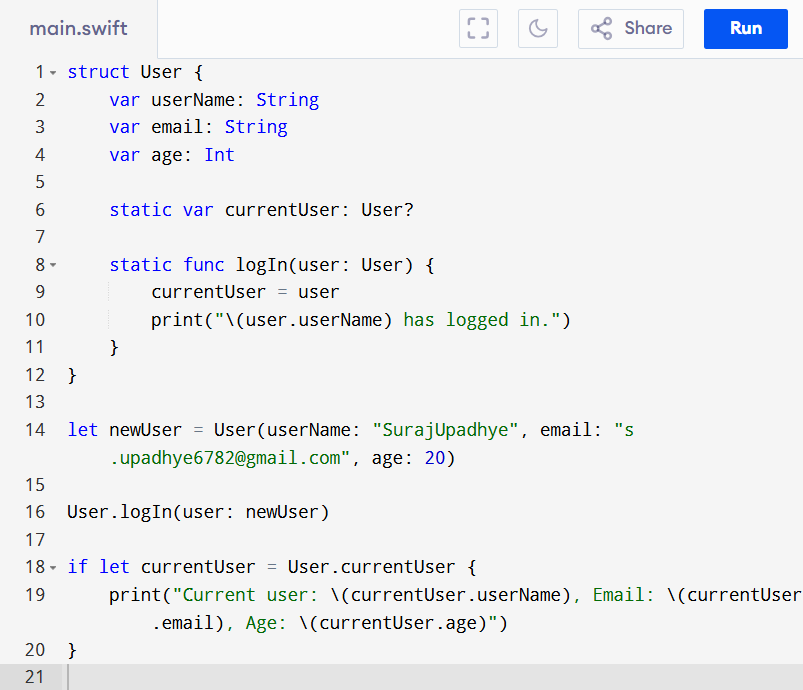 main.swift
Share
Run
1 struct User {
2     var userName: String
3     var email: String
4     var age: Int
5
6     static var currentUser: User?
7
8     static func logIn(user: User) {
9         currentUser = user
10         print("\(user.userName) has logged in.")
11     }
12 }
13
14 let newUser = User(userName: "SurajUpadhye", email: "s
    .upadhye6782@gmail.com", age: 20)
15
16 User.logIn(user: newUser)
17
18 if let currentUser = User.currentUser {
19     print("Current user: \(currentUser.userName), Email: \(currentUser
        .email), Age: \(currentUser.age)")
20 }
21